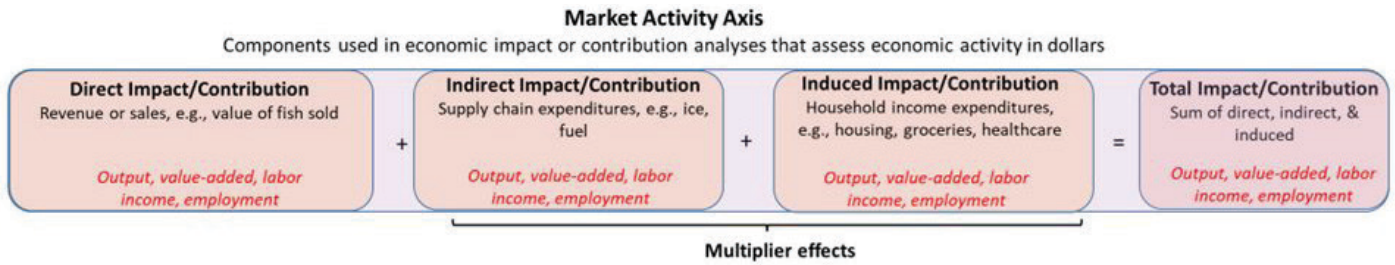 Market Activity Axis
Components used in economic impact or contribution analyses that assess economic activity in dollars
Direct Impact/Contribution
Revenue or sales, e.g., value of fish sold
Output, value-added, labor
income, employment
+
Indirect Impact/Contribution
Supply chain expenditures, e.g., ice,
fuel
Output, value-added, labor
income, employment
+
Induced Impact/Contribution
Household income expenditures,
e.g., housing, groceries, healthcare
Output, value-added, labor
income, employment
=
Total Impact/Contribution
Sum of direct, indirect, &
induced
Output, value-added, labor
income, employment
Multiplier effects